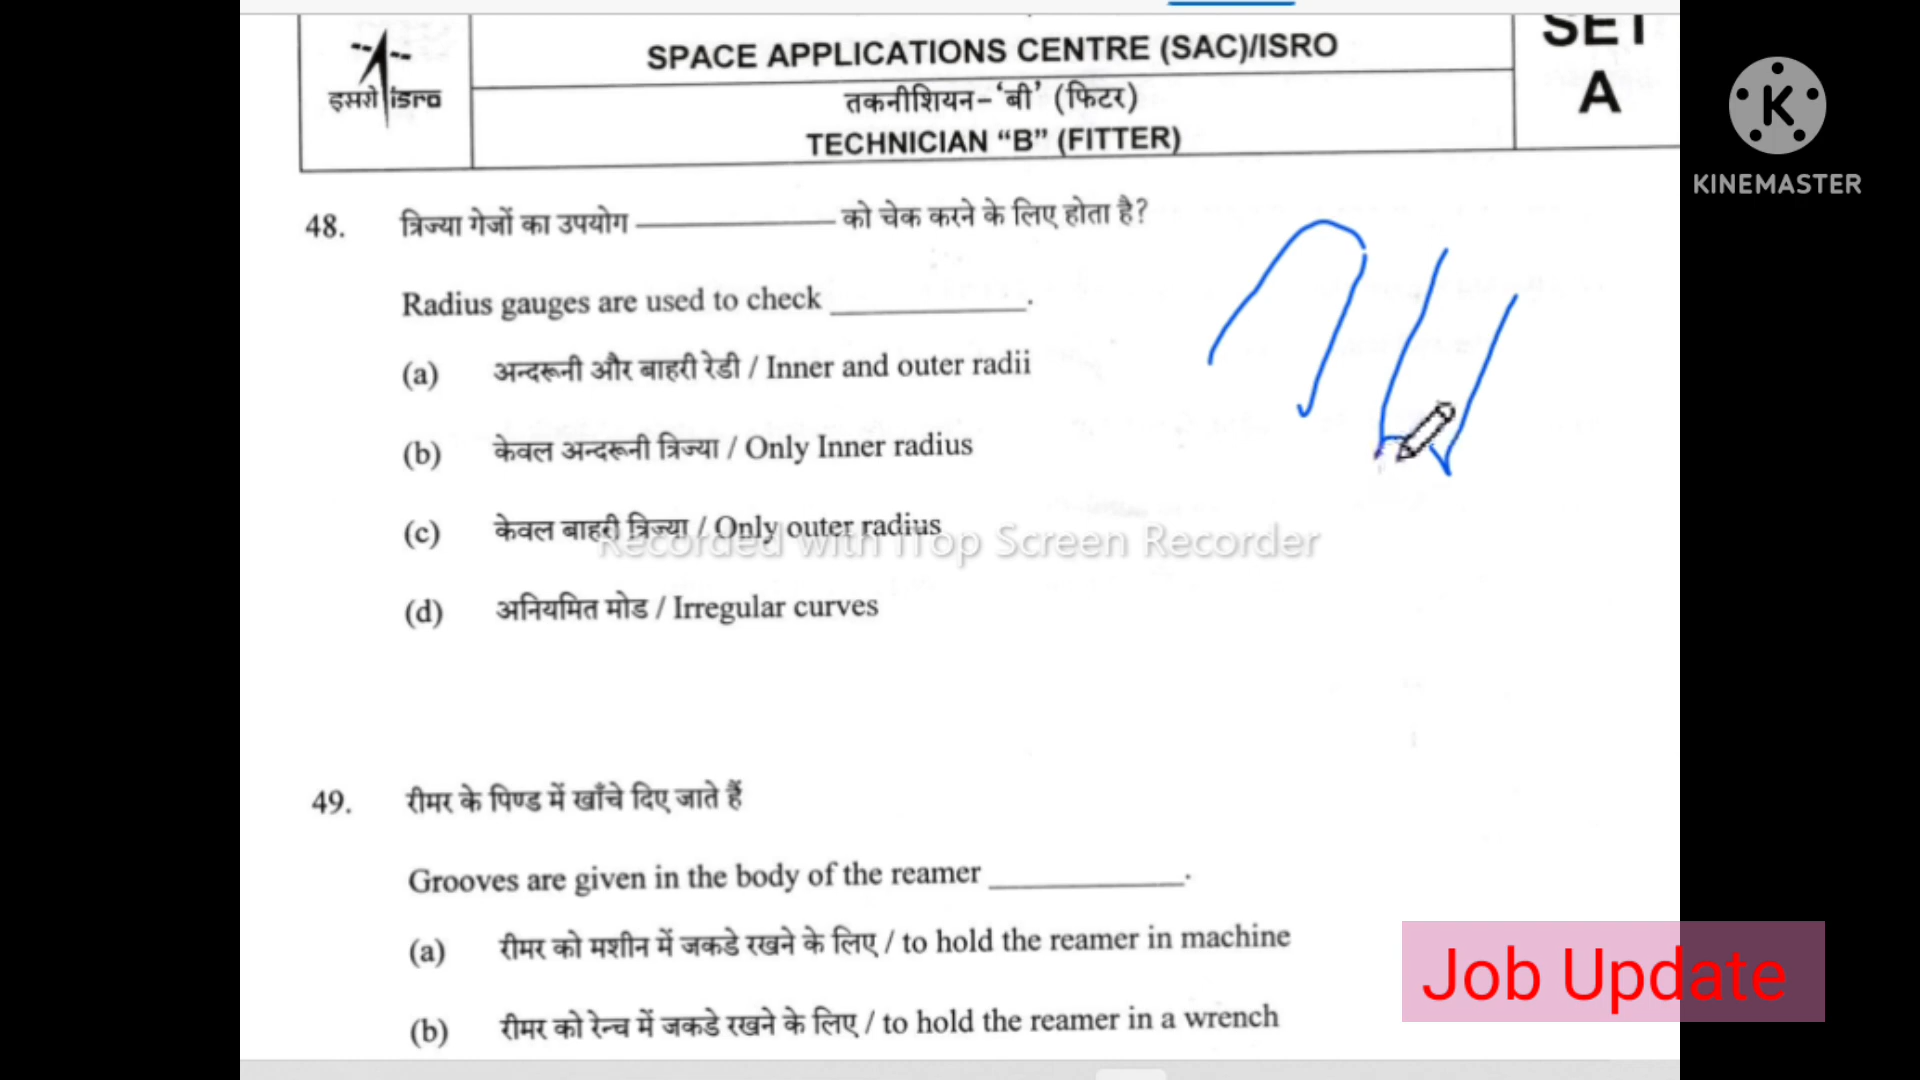 SPACE APPLICATIONS CENTRE (SAC)/ISRO
तकनीशियन-‘बी’ (फिटर)
TECHNICIAN “B” (FITTER)
SET
A
इसरो isro
K
KINEMASTER
48. त्रिज्या गेजों का उपयोग ____________ को चेक करने के लिए होता है?
Radius gauges are used to check ____________.
(a) अन्दरूनी और बाहरी रेडी / Inner and outer radii
(b) केवल अन्दरूनी त्रिज्या / Only Inner radius
(c) केवल बाहरी त्रिज्या / Only outer radius
Recorded with iTop Screen Recorder
(d) अनियमित मोड / Irregular curves
49. रीमर के पिण्ड में खाँचे दिए जाते हैं
Grooves are given in the body of the reamer ____________.
(a) रीमर को मशीन में जकडे रखने के लिए / to hold the reamer in machine
(b) रीमर को रेन्च में जकडे रखने के लिए / to hold the reamer in a wrench
Job Update